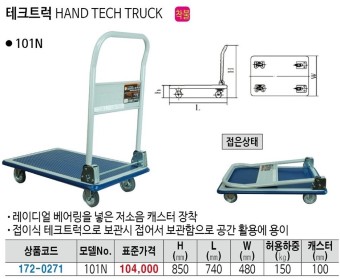 테크트럭 HAND TECH TRUCK 작품
● 101N
H
L
W
접은상태
• 레이디얼 베어링을 넣은 저소음 캐스터 장착
• 접이식 테크트럭으로 보관시 접어서 보관함으로 공간 활용에 용이
상품코드 모델No. 표준가격 H(㎜) L(㎜) W(㎜) 허용하중(㎏) 캐스터(㎜)
172-0271 101N 104,000 850 740 480 150 100